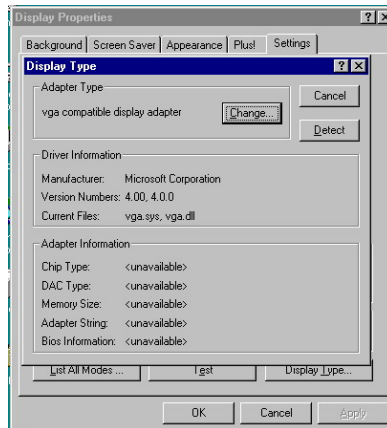 Display Properties
Background Screen Saver Appearance Plus! Settings
Display Type
Adapter Type
vga compatible display adapter
Change...
Cancel
Detect
Driver Information
Manufacturer: Microsoft Corporation
Version Numbers: 4.00, 4.0.0
Current Files: vga.sys, vga.dll
Adapter Information
Chip Type: <unavailable>
DAC Type: <unavailable>
Memory Size: <unavailable>
Adapter String: <unavailable>
Bios Information: <unavailable>
List All Modes ... Test Display Type...
OK Cancel Apply